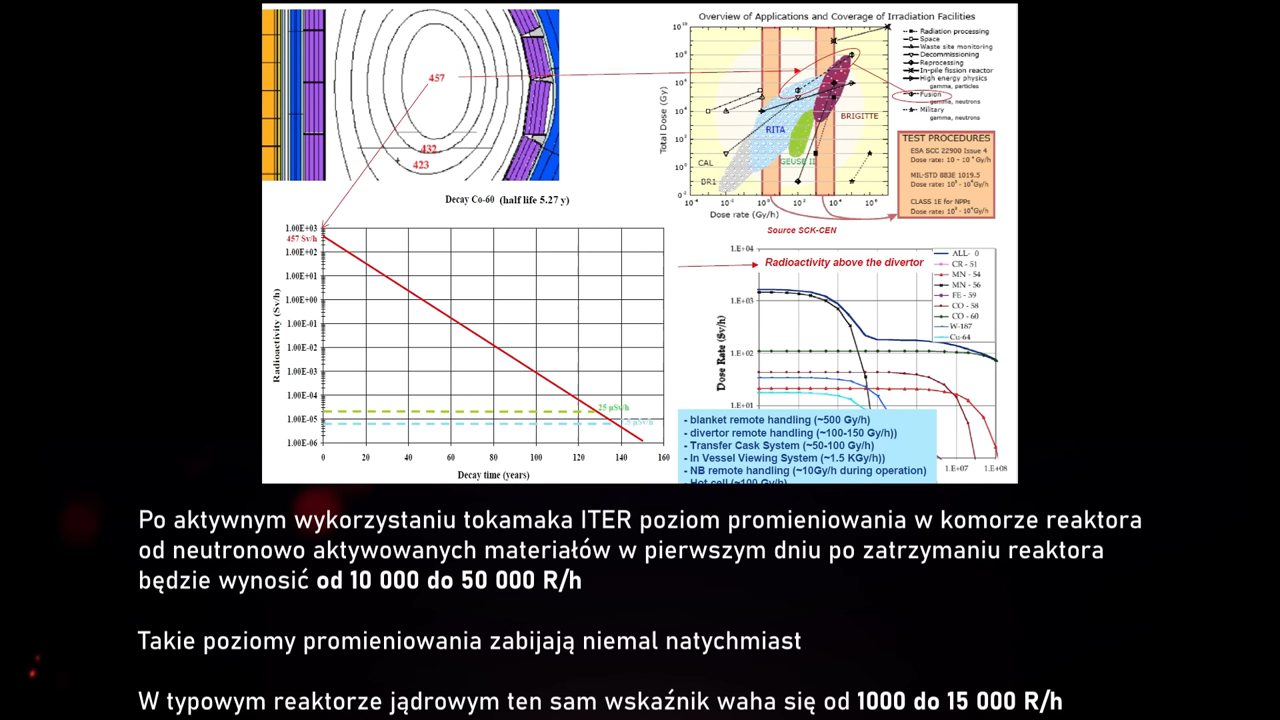 457
432
423
Decay Co-60 (half life 5.27 y)
Overview of Applications and Coverage of Irradiation Facilities
Total Dose (Gy)
Dose rate (Gy/h)
RITA
BRIGITTE
GEUSE II
CAL
BR1
Radiation processing
Space
Waste site monitoring
Decommissioning
Reprocessing
In-pile fission reactor
High energy physics
gamma, particles
Fusion
gamma, neutrons
Military
gamma, neutrons
TEST PROCEDURES
ESA SCC 22900 Issue 4
MIL-STD 883E 1019.5
CLASS 1E for NPPs
Source SCK-CEN
Radioactivity (Sv/h)
1.00E+03
457 Sv/h
1.00E+02
1.00E+01
1.00E+00
1.00E-01
1.00E-02
1.00E-03
1.00E-04
1.00E-05
1.00E-06
25 µSv/h
0 20 40 60 80 100 120 140 160
Decay time (years)
Radioactivity above the divertor
Dose Rate (Sv/h)
1.E+04
1.E+03
1.E+02
1.E+01
1.E+07 1.E+08
ALL- 0
CR - 51
MN - 54
MN - 56
FE - 59
CO - 58
CO - 60
W-187
Cu-64
- blanket remote handling (~500 Gy/h)
- divertor remote handling (~100-150 Gy/h))
- Transfer Cask System (~50-100 Gy/h)
- In Vessel Viewing System (~1.5 KGy/h))
- NB remote handling (~10Gy/h during operation)
- Hot cell (~100 Gy/h)
Po aktywnym wykorzystaniu tokamaka ITER poziom promieniowania w komorze reaktora
od neutronowo aktywowanych materiałów w pierwszym dniu po zatrzymaniu reaktora
będzie wynosić od 10 000 do 50 000 R/h
Takie poziomy promieniowania zabijają niemal natychmiast
W typowym reaktorze jądrowym ten sam wskaźnik waha się od 1000 do 15 000 R/h